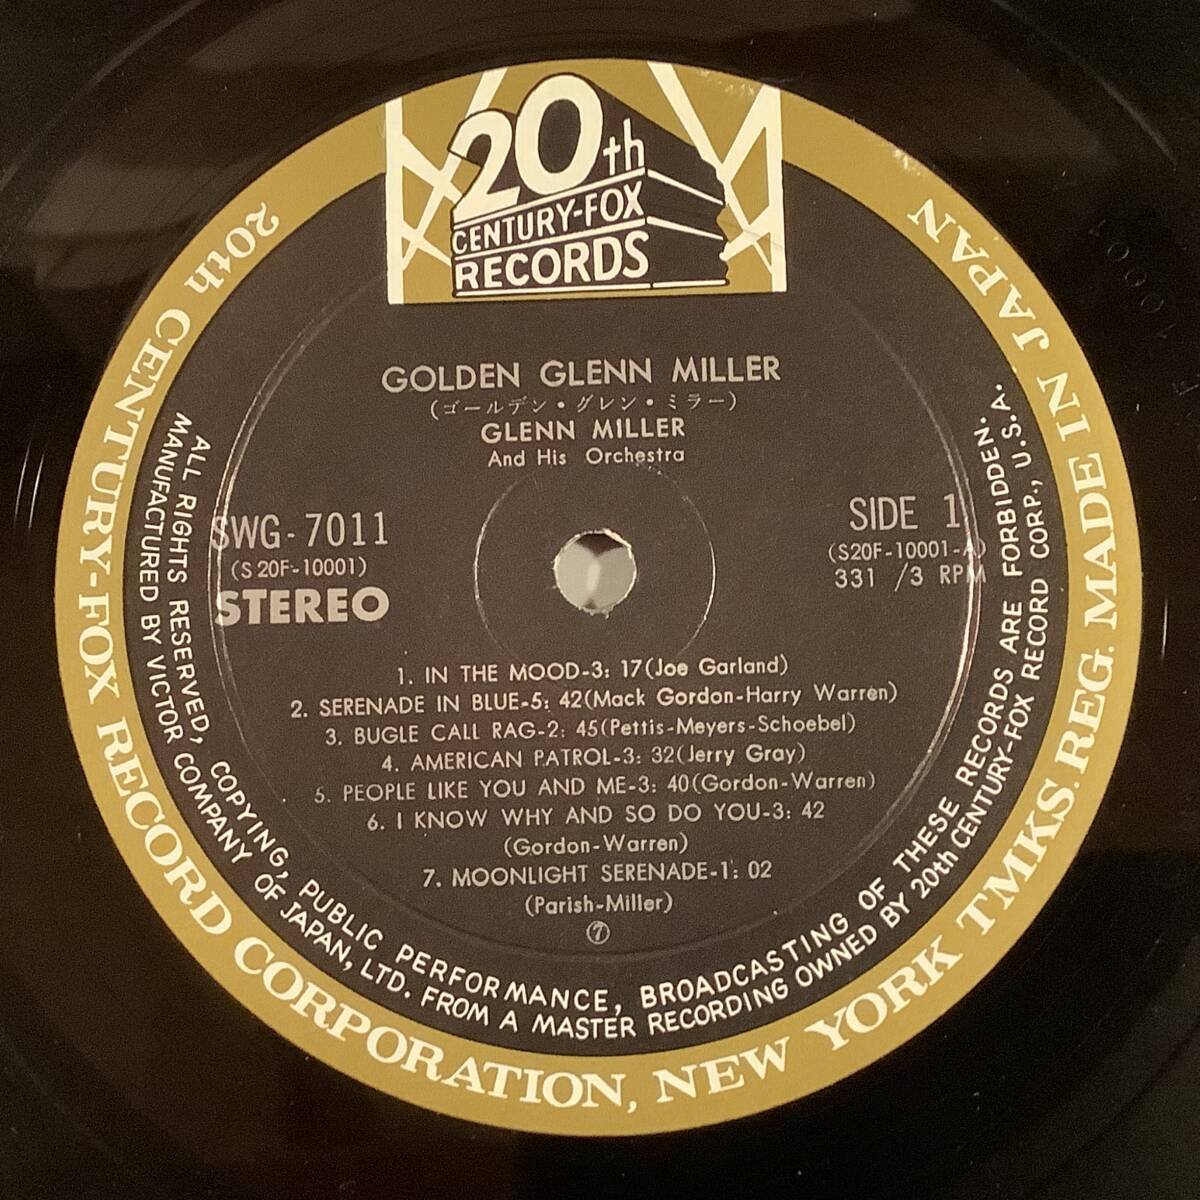 20th
CENTURY-FOX
RECORDS
GOLDEN GLENN MILLER
(ゴールデン・グレン・ミラー)
GLENN MILLER
And His Orchestra
SWG-7011
(S 20F-10001)
STEREO
SIDE 1
(S20F-10001-A)
331 /3 RPM
1. IN THE MOOD-3: 17(Joe Garland)
2. SERENADE IN BLUE-5: 42(Mack Gordon-Harry Warren)
3. BUGLE CALL RAG-2: 45(Pettis-Meyers-Schoebel)
4. AMERICAN PATROL-3: 32(Jerry Gray)
5. PEOPLE LIKE YOU AND ME-3: 40(Gordon-Warren)
6. I KNOW WHY AND SO DO YOU-3: 42
(Gordon-Warren)
7. MOONLIGHT SERENADE-1: 02
(Parish-Miller)
⑦
ALL RIGHTS RESERVED, COPYING, PUBLIC PERFORMANCE, BROADCASTING OF THESE RECORDS ARE FORBIDDEN.
MANUFACTURED BY VICTOR COMPANY OF JAPAN, LTD. FROM A MASTER RECORDING OWNED BY 20th CENTURY-FOX RECORD CORP., U.S.A.
20th CENTURY-FOX RECORD CORPORATION, NEW YORK TMKS. REG. MADE IN JAPAN